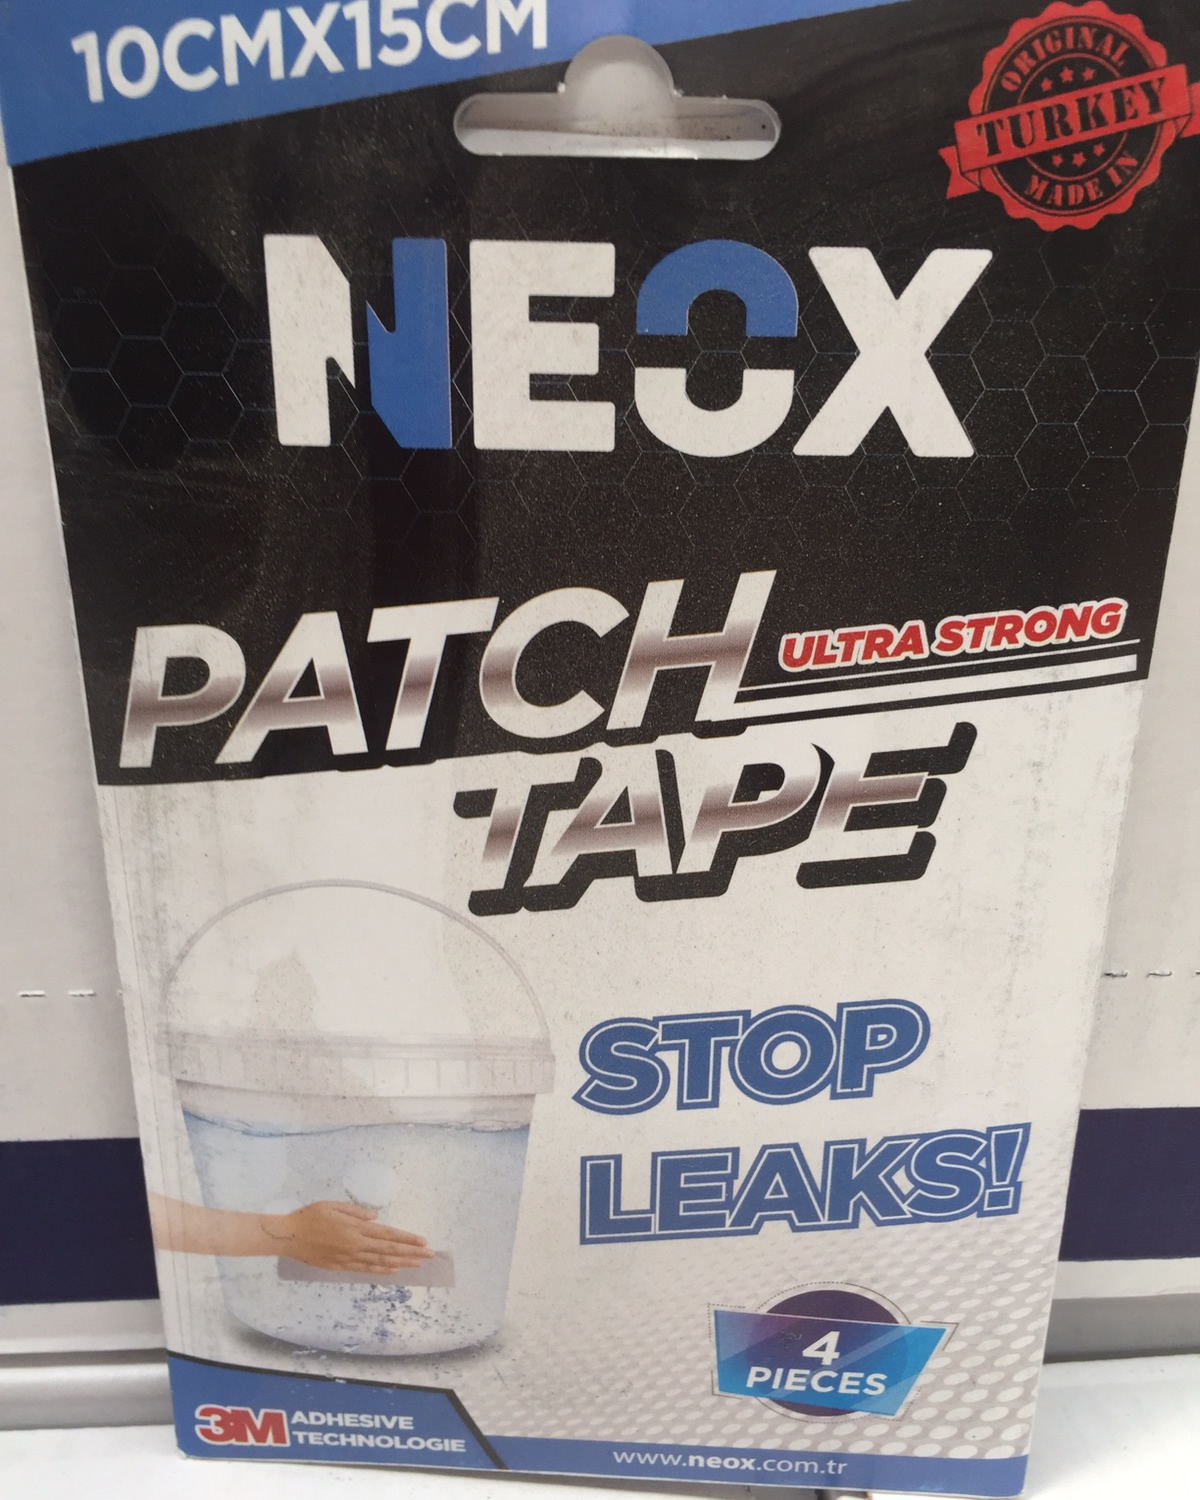 10CMX15CM
ORIGINAL
TURKEY
MADE IN
NEOX
PATCH
ULTRA STRONG
TAPE
STOP
LEAKS!
4
PIECES
3M ADHESIVE
TECHNOLOGIE
www.neox.com.tr